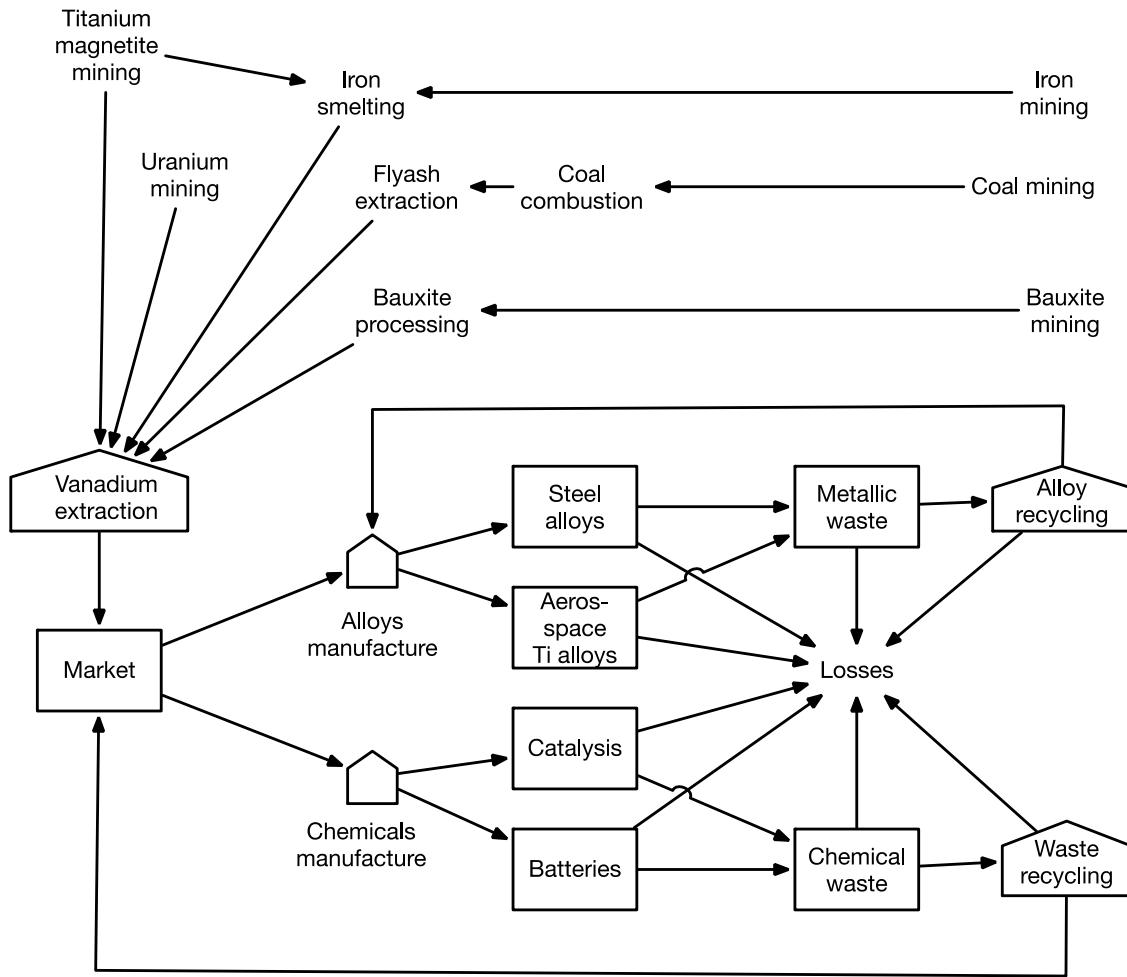 Titanium
magnetite
mining
Iron
smelting
Iron
mining
Uranium
mining
Flyash
extraction
Coal
combustion
Coal mining
Bauxite
processing
Bauxite
mining
Vanadium
extraction
Steel
alloys
Metallic
waste
Alloy
recycling
Alloys
manufacture
Aeros-
space
Ti alloys
Market
Losses
Catalysis
Chemicals
manufacture
Batteries
Chemical
waste
Waste
recycling